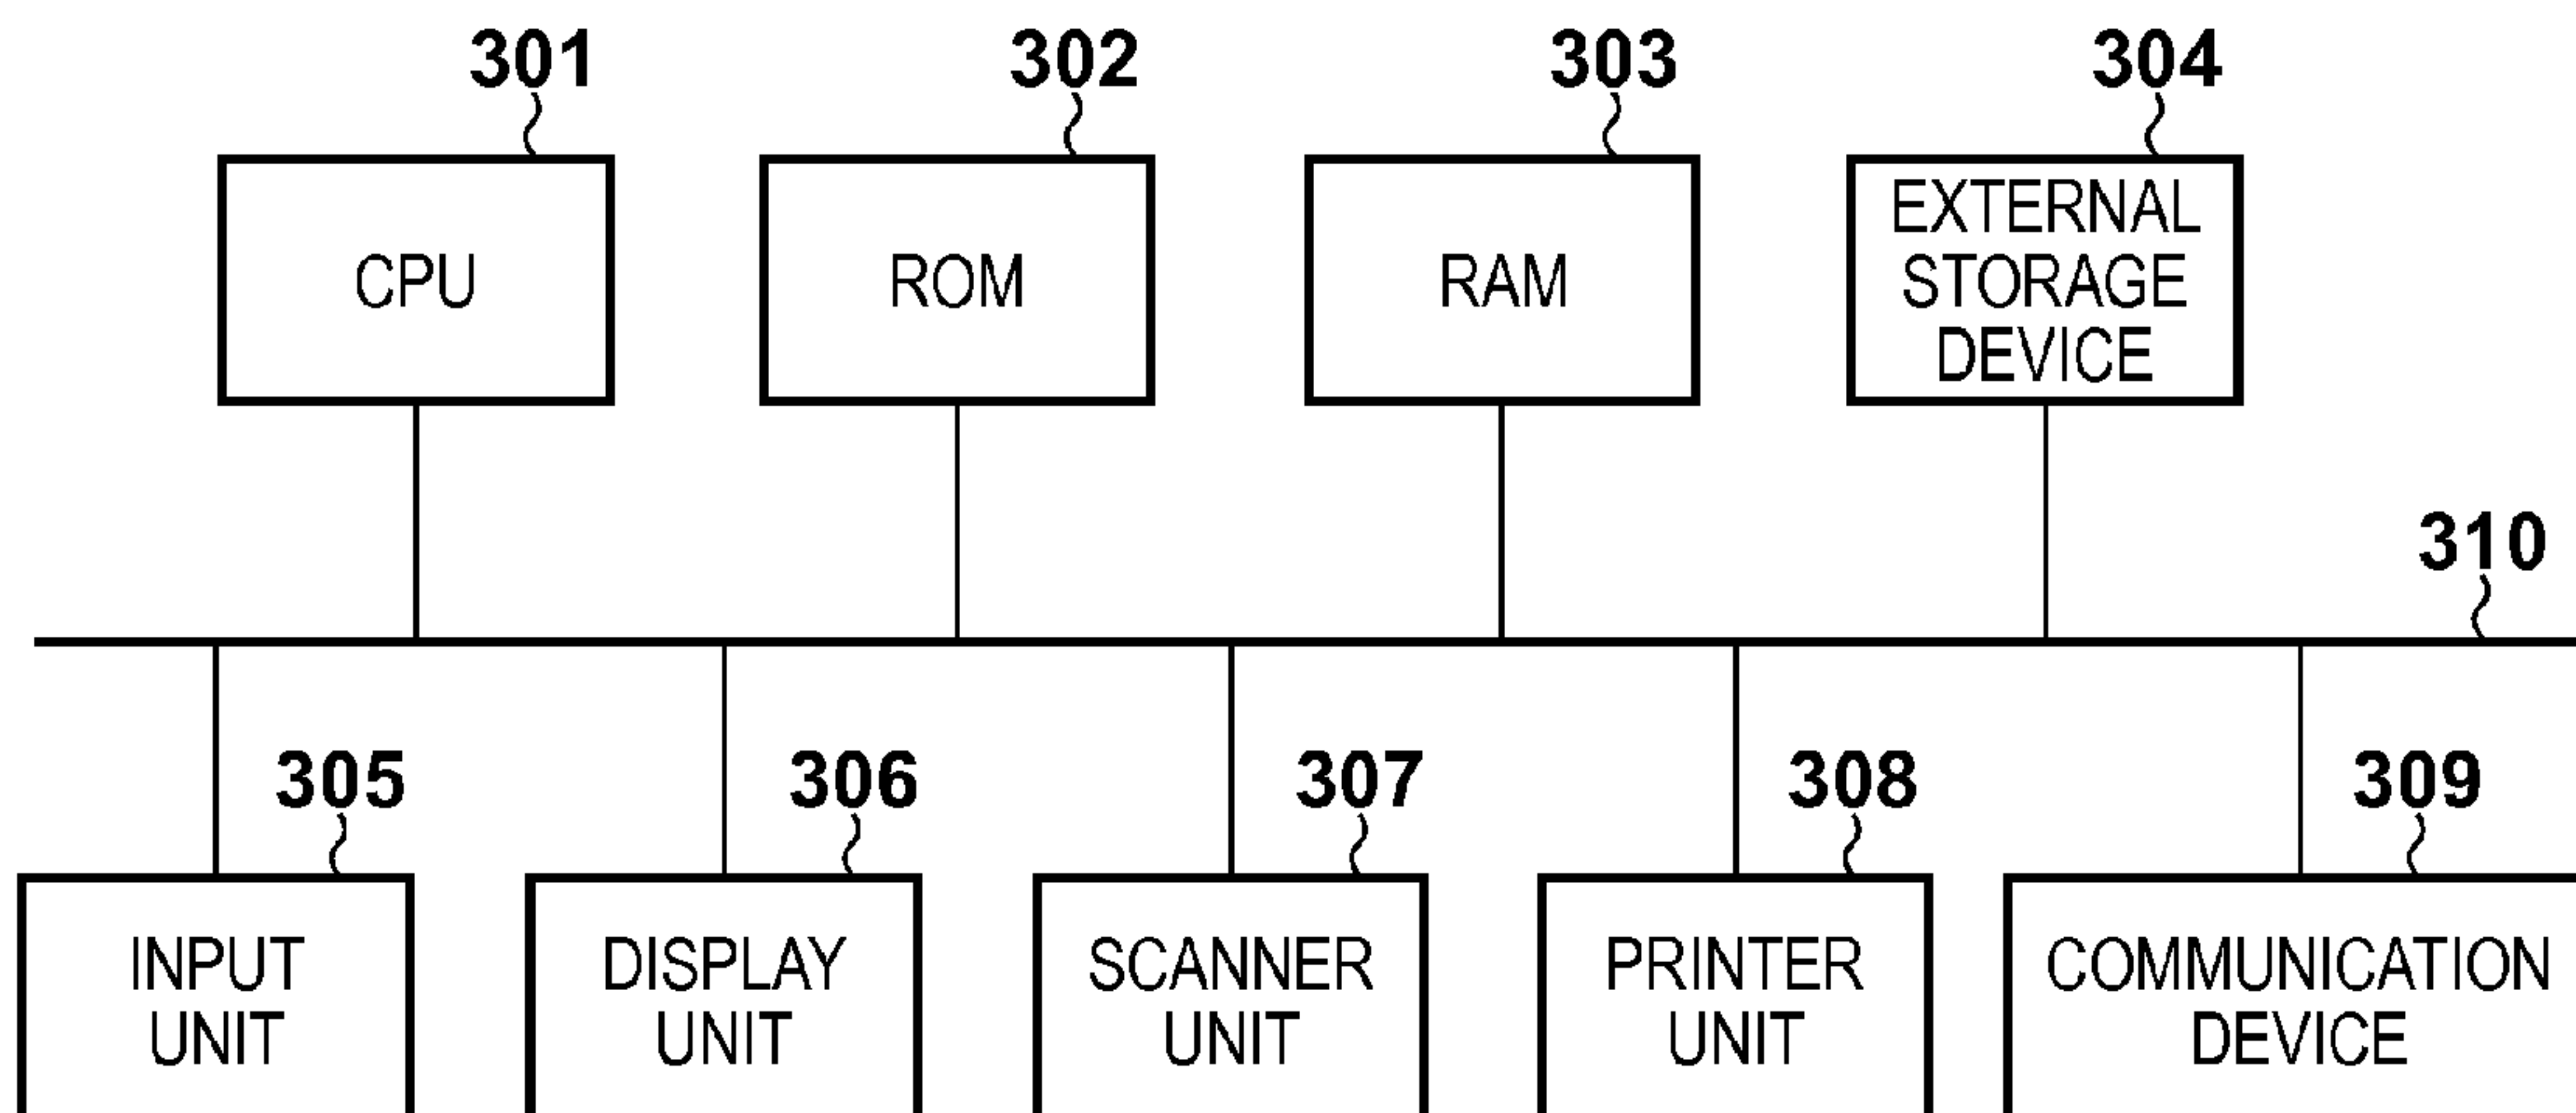 301
302
303
304
CPU
ROM
RAM
EXTERNAL
STORAGE
DEVICE
310
305
306
307
308
309
INPUT
UNIT
DISPLAY
UNIT
SCANNER
UNIT
PRINTER
UNIT
COMMUNICATION
DEVICE